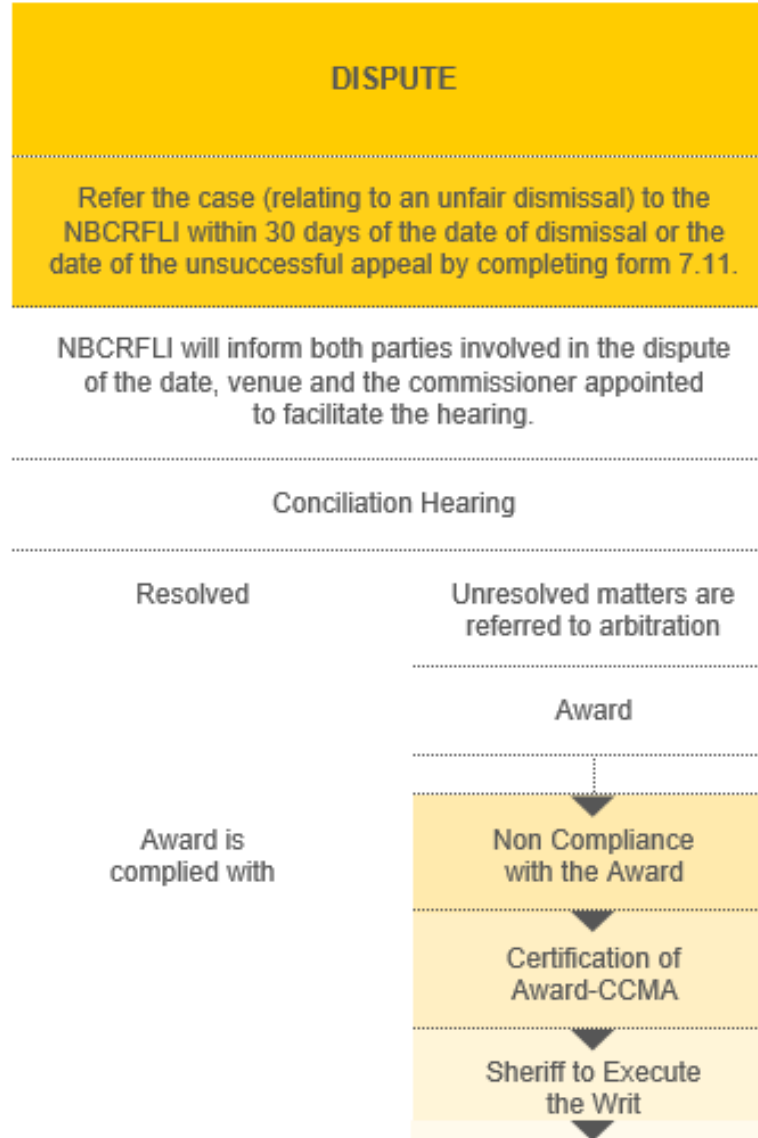 DISPUTE
Refer the case (relating to an unfair dismissal) to the
NBCRFLI within 30 days of the date of dismissal or the
date of the unsuccessful appeal by completing form 7.11.
NBCRFLI will inform both parties involved in the dispute
of the date, venue and the commissioner appointed
to facilitate the hearing.
Conciliation Hearing
Resolved
Unresolved matters are
referred to arbitration
Award
Award is
complied with
Non Compliance
with the Award
Certification of
Award-CCMA
Sheriff to Execute
the Writ